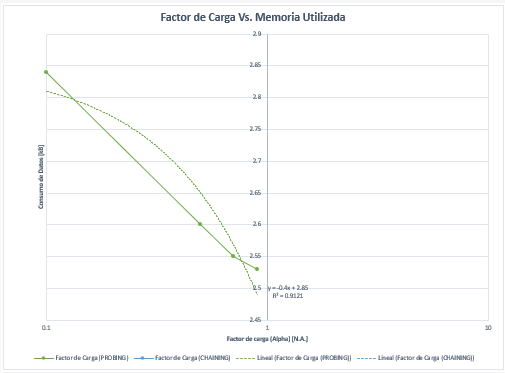 Factor de Carga Vs. Memoria Utilizada
2.9
2.85
2.8
2.75
2.7
2.65
2.6
2.55
2.5
2.45
Consumo de Datos [kB]
y = -0.4x + 2.85
R² = 0.9121
0.1
1
10
Factor de carga (Alpha) [N.A.]
Factor de Carga (PROBING)
Factor de Carga (CHAINING)
Lineal (Factor de Carga (PROBING))
Lineal (Factor de Carga (CHAINING))